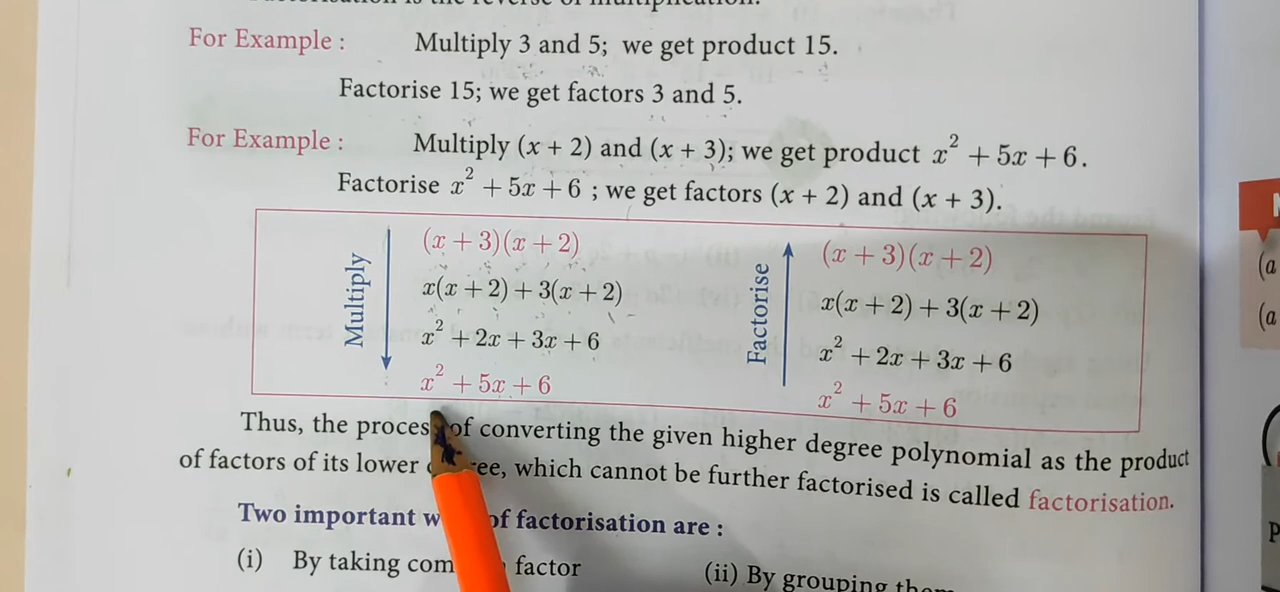 For Example : Multiply 3 and 5; we get product 15.
Factorise 15; we get factors 3 and 5.
For Example : Multiply (x + 2) and (x + 3); we get product x² + 5x + 6.
Factorise x² + 5x + 6 ; we get factors (x + 2) and (x + 3).
Multiply
(x + 3)(x + 2)
x(x + 2) + 3(x + 2)
x² + 2x + 3x + 6
x² + 5x + 6
Factorise
(x + 3)(x + 2)
x(x + 2) + 3(x + 2)
x² + 2x + 3x + 6
x² + 5x + 6
Thus, the proces of converting the given higher degree polynomial as the product
of factors of its lower ree, which cannot be further factorised is called factorisation.
Two important w of factorisation are :
(i) By taking com factor (ii) By grouping them
(a
(a